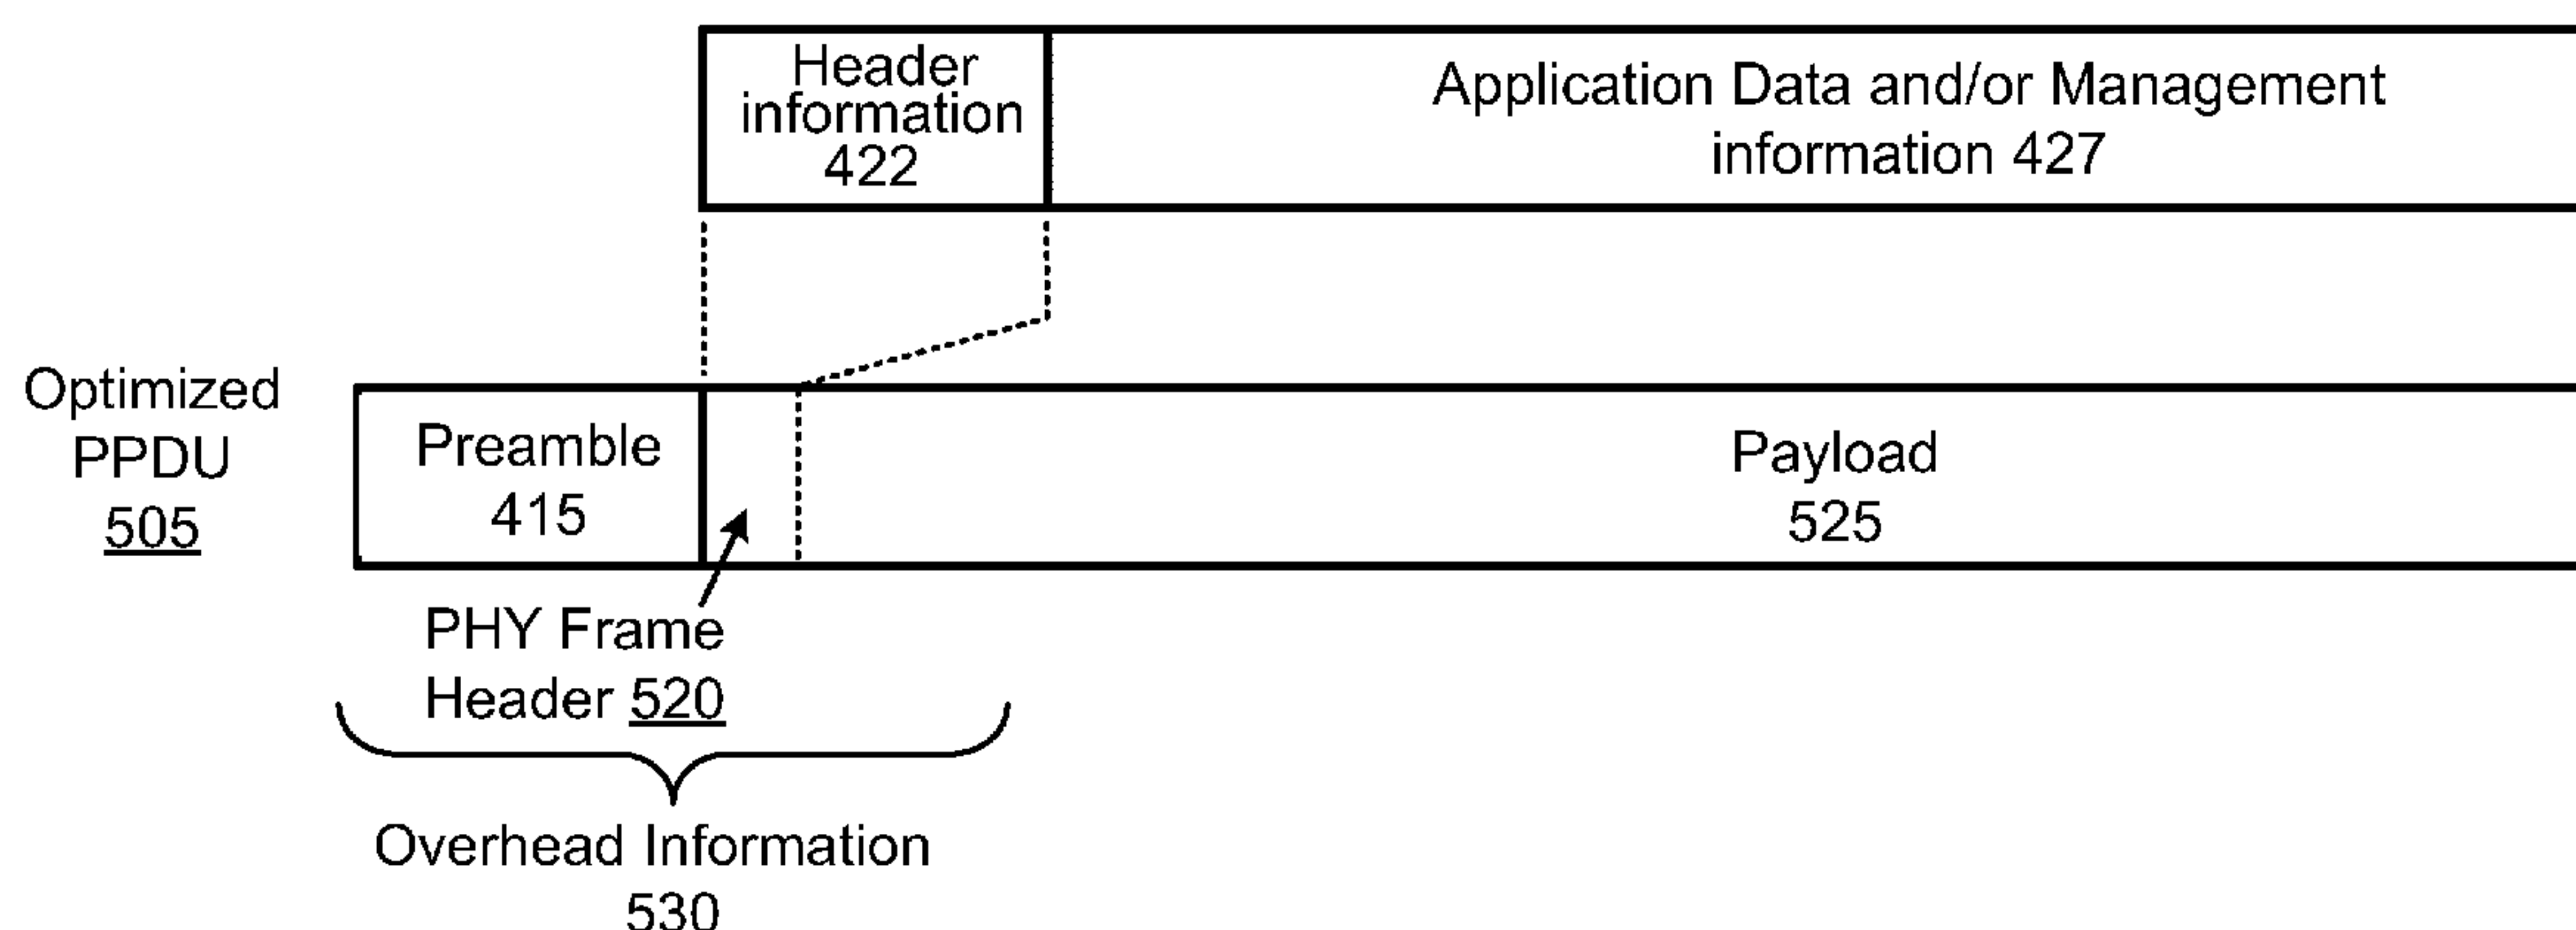 Header
information
422
Application Data and/or Management
information 427
Optimized
PPDU
505
Preamble
415
Payload
525
PHY Frame
Header 520
Overhead Information
530